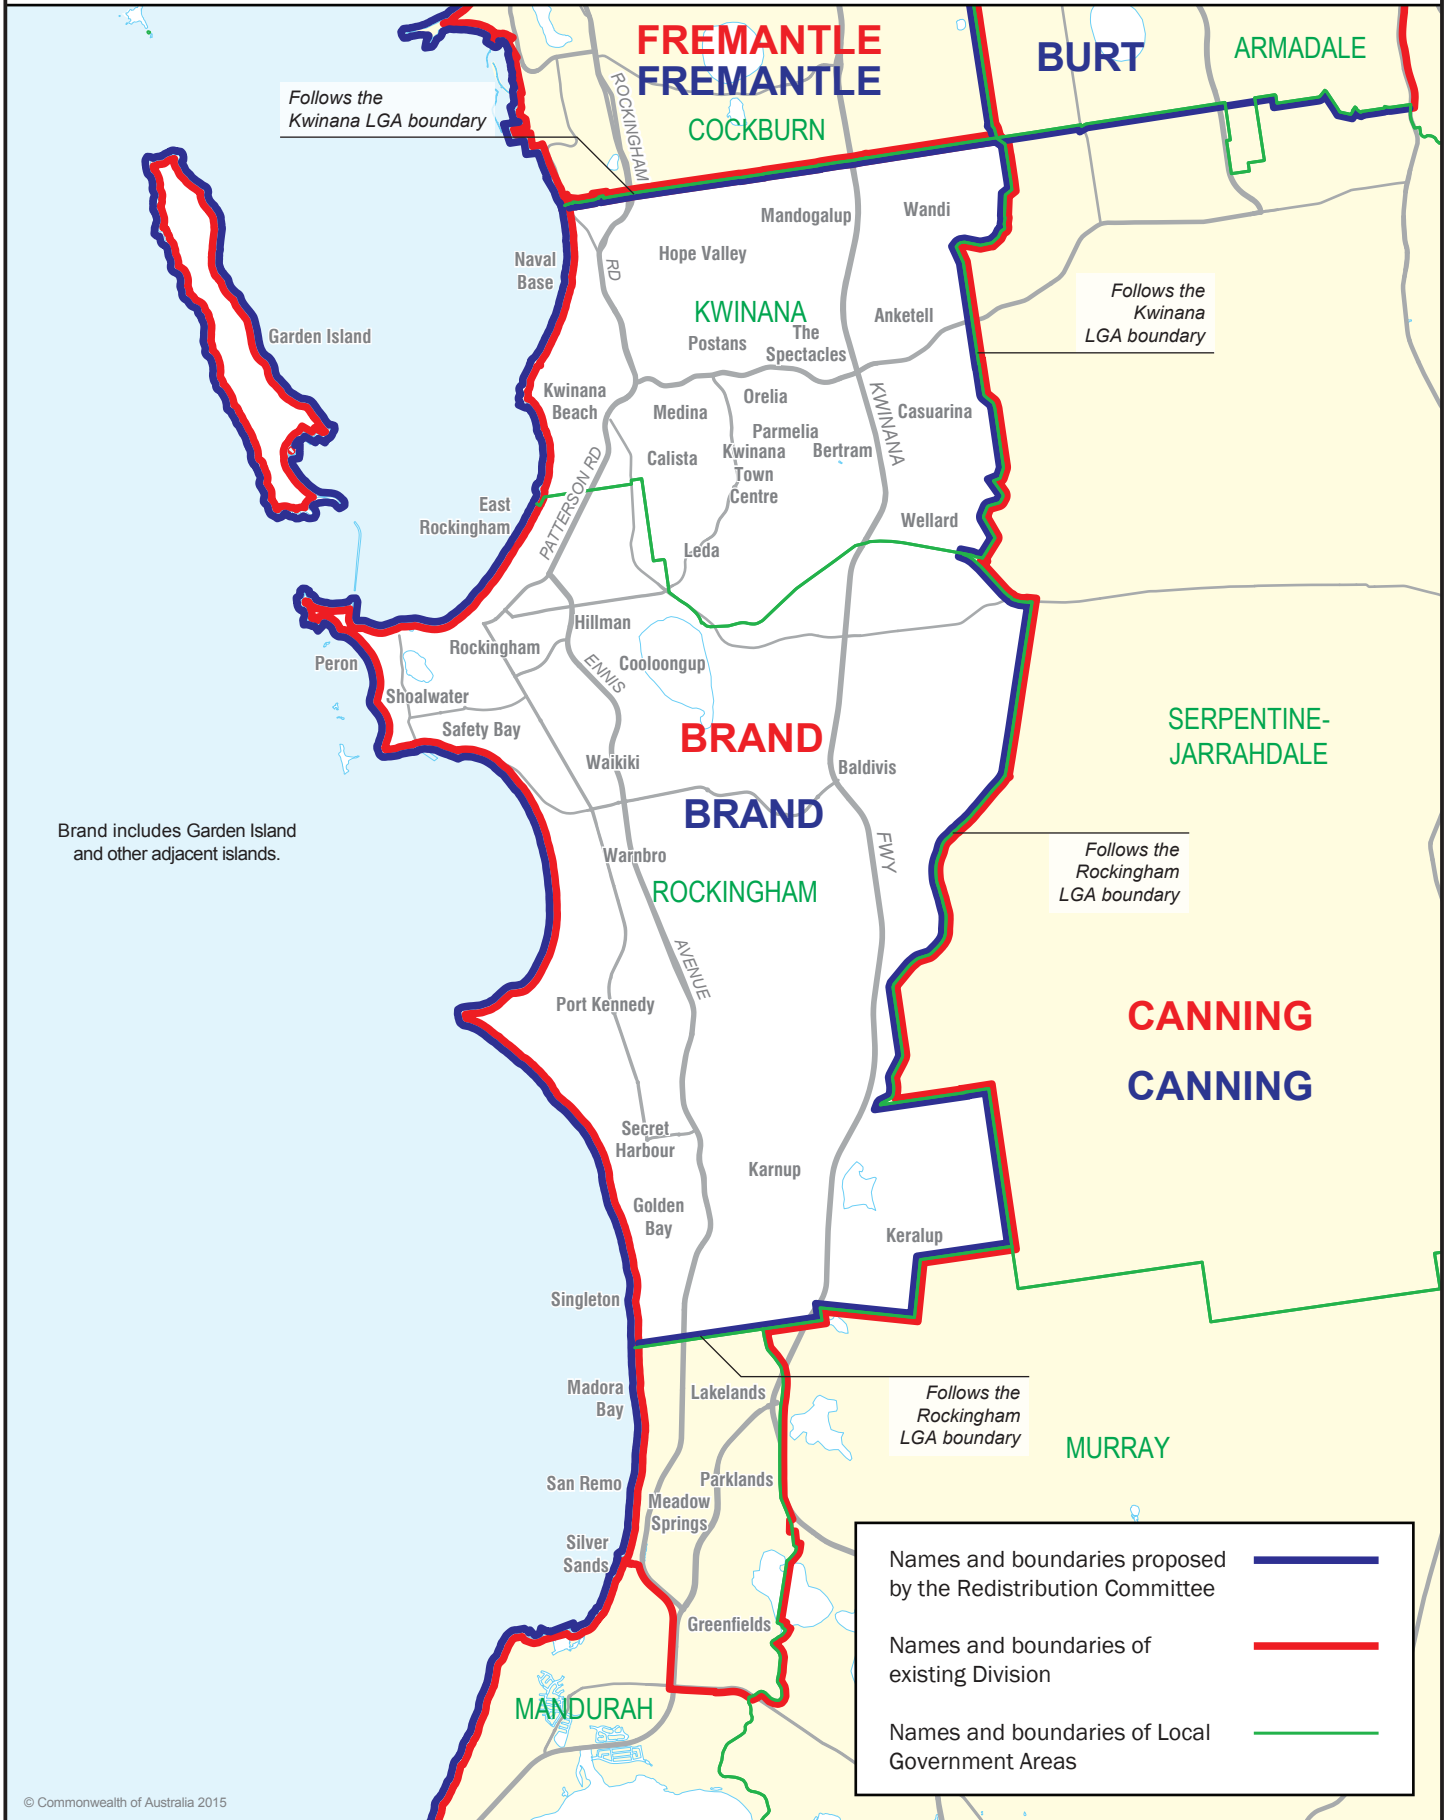 FREMANTLE
FREMANTLE
BURT
ARMADALE
COCKBURN
Follows the
Kwinana LGA boundary
ROCKINGHAM
RD
Mandogalup
Wandi
Hope Valley
Naval
Base
KWINANA
Anketell
Follows the
Kwinana
LGA boundary
Garden Island
Postans
The
Spectacles
Kwinana
Beach
Medina
Orelia
KWINANA
Casuarina
Parmelia
Calista
Kwinana
Town
Centre
Bertram
PATTERSON RD
East
Rockingham
Wellard
Leda
Hillman
Rockingham
Cooloongup
Peron
ENNIS
Shoalwater
Safety Bay
BRAND
SERPENTINE-
JARRAHDALE
Waikiki
Baldivis
BRAND
Brand includes Garden Island
and other adjacent islands.
FWY
Warnbro
Follows the
Rockingham
LGA boundary
ROCKINGHAM
AVENUE
Port Kennedy
CANNING
CANNING
Secret
Harbour
Karnup
Golden
Bay
Keralup
Singleton
Madora
Bay
Lakelands
Follows the
Rockingham
LGA boundary
MURRAY
San Remo
Parklands
Meadow
Springs
Silver
Sands
Greenfields
MANDURAH
Names and boundaries proposed
by the Redistribution Committee
Names and boundaries of
existing Division
Names and boundaries of Local
Government Areas
© Commonwealth of Australia 2015